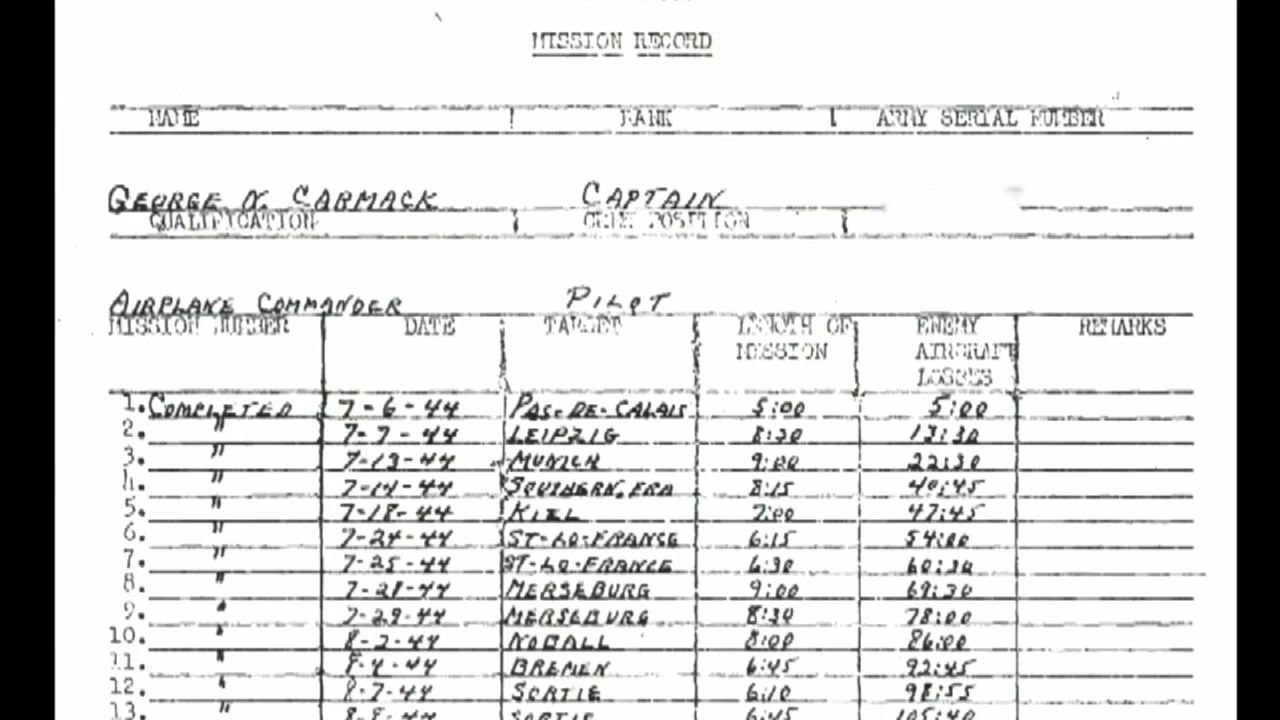 MISSION RECORD
NAME RANK ARMY SERIAL NUMBER
GEORGE N. CARMACK CAPTAIN
QUALIFICATION CREW POSITION
AIRPLANE COMMANDER PILOT
MISSION NUMBER DATE TARGET LENGTH OF MISSION ENEMY AIRCRAFT LOSSES REMARKS
1. COMPLETED 7-6-44 PAS-DE-CALAIS 5:00 5:00
2. " 7-7-44 LEIPZIG 8:30 13:30
3. " 7-13-44 MUNICH 9:00 22:30
4. " 7-14-44 SOUTHERN, FRA 8:15 40:45
5. " 7-18-44 KIEL 7:00 47:45
6. " 7-24-44 ST-LO-FRANCE 6:15 54:00
7. " 7-25-44 ST-LO-FRANCE 6:30 60:30
8. " 7-28-44 MERSEBURG 9:00 69:30
9. " 7-29-44 MERSEBURG 8:30 78:00
10. " 8-2-44 NOBALL 8:00 86:00
11. " 8-4-44 BREMEN 6:45 92:45
12. " 8-7-44 SORTIE 6:10 98:55
13. " 8-8-44 SORTIE 6:45 105:40